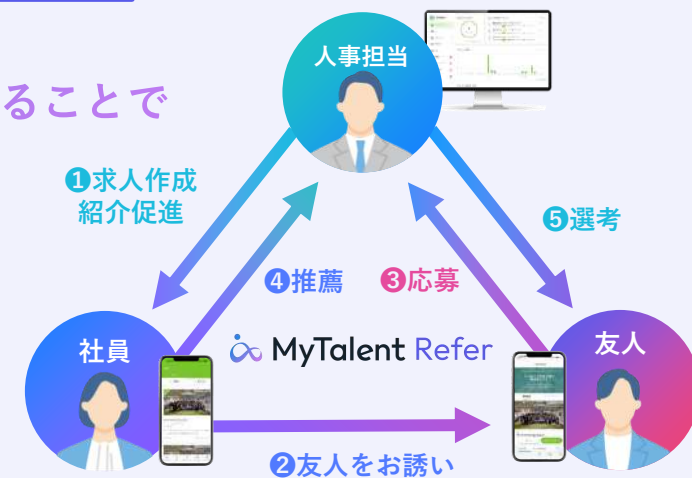 ることで
人事担当
❶求人作成
紹介促進
❺選考
❹推薦
❸応募
社員
MyTalent Refer
友人
❷友人をお誘い